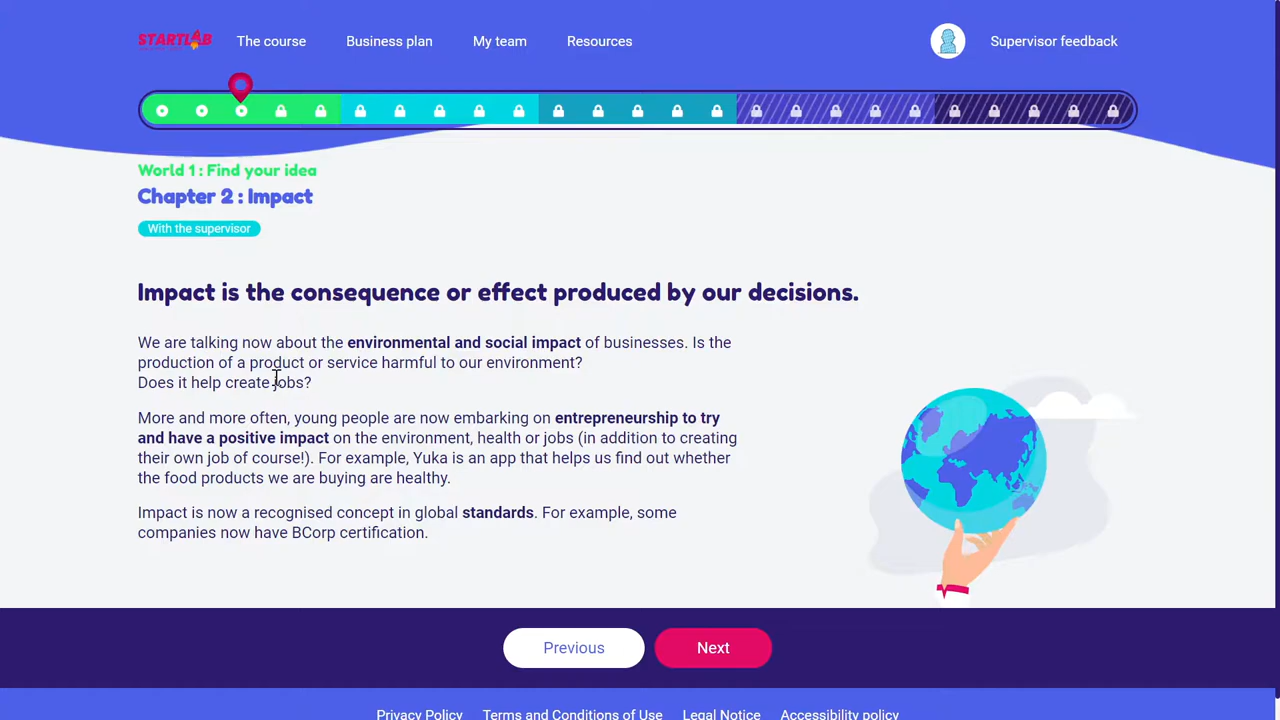 STARTLAB
The course
Business plan
My team
Resources
Supervisor feedback
World 1 : Find your idea
Chapter 2 : Impact
With the supervisor
Impact is the consequence or effect produced by our decisions.
We are talking now about the environmental and social impact of businesses. Is the
production of a product or service harmful to our environment?
Does it help create jobs?
More and more often, young people are now embarking on entrepreneurship to try
and have a positive impact on the environment, health or jobs (in addition to creating
their own job of course!). For example, Yuka is an app that helps us find out whether
the food products we are buying are healthy.
Impact is now a recognised concept in global standards. For example, some
companies now have BCorp certification.
Previous
Next
Privacy Policy
Terms and Conditions of Use
Legal Notice
Accessibility policy